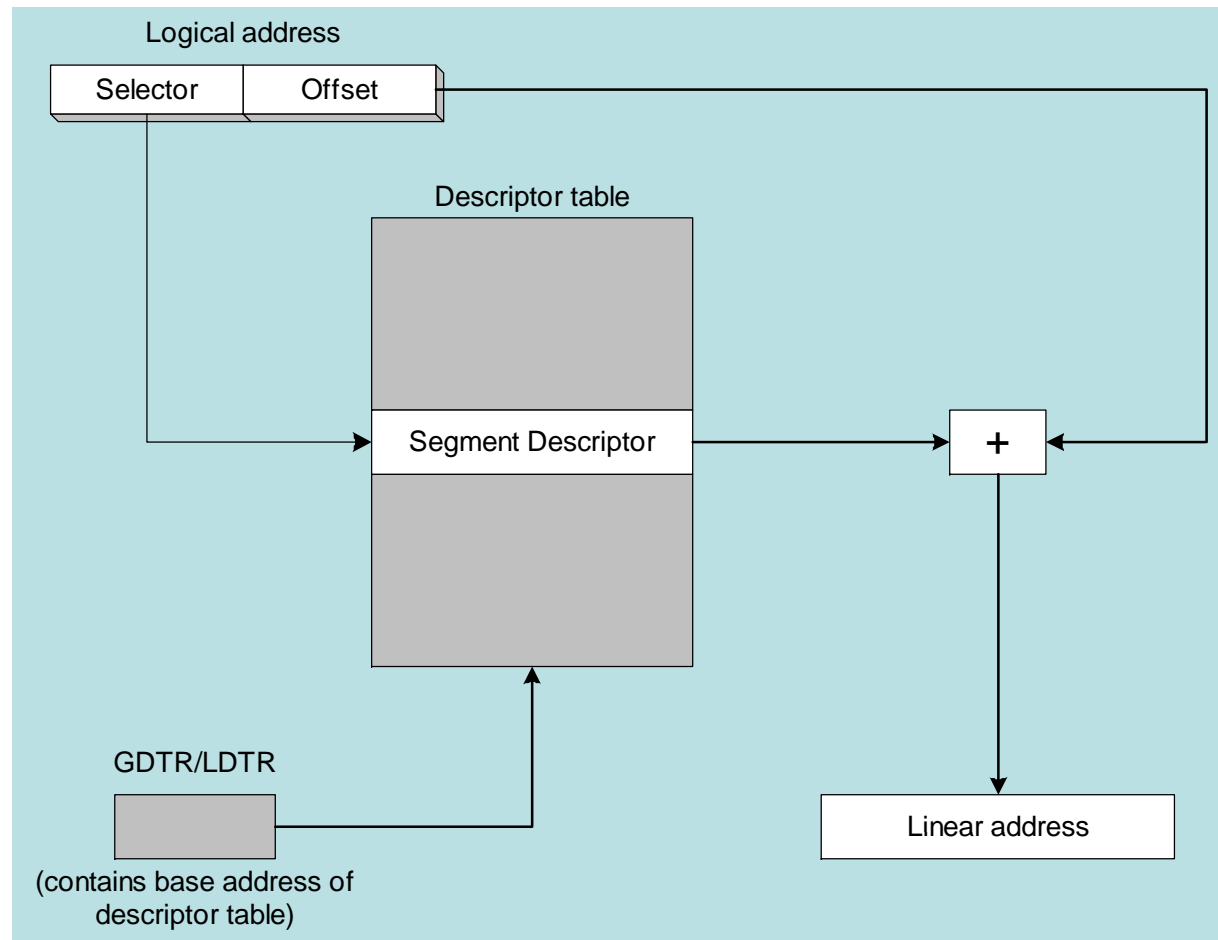 Logical address
Selector Offset
Descriptor table
Segment Descriptor
+
GDTR/LDTR
Linear address
(contains base address of
descriptor table)